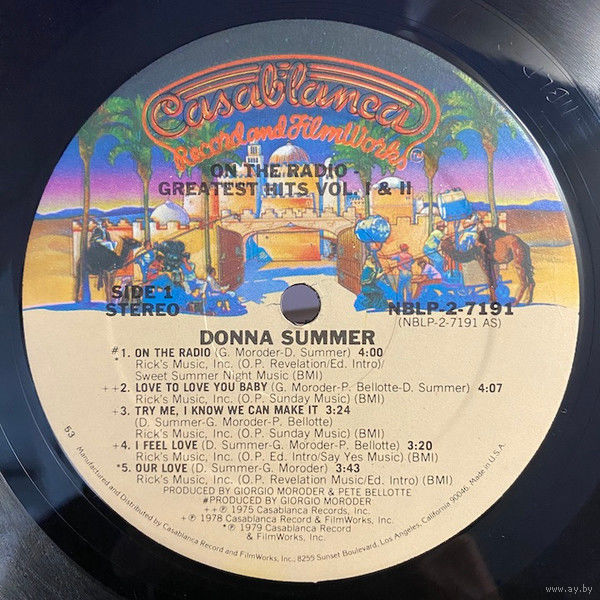 Casablanca
Record and FilmWorks
ON THE RADIO -
GREATEST HITS VOL. I & II
SIDE 1
STEREO
NBLP-2-7191
(NBLP-2-7191 AS)
DONNA SUMMER
#* 1. ON THE RADIO (G. Moroder-D. Summer) 4:00
Rick's Music, Inc. (O.P. Revelation/Ed. Intro)/
Sweet Summer Night Music (BMI)
++2. LOVE TO LOVE YOU BABY (G. Moroder-P. Bellotte-D. Summer) 4:07
Rick's Music, Inc. (O.P. Sunday Music) (BMI)
+3. TRY ME, I KNOW WE CAN MAKE IT 3:24
(D. Summer-G. Moroder-P. Bellotte)
Rick's Music, Inc. (O.P. Sunday Music) (BMI)
+4. I FEEL LOVE (D. Summer-G. Moroder-P. Bellotte) 3:20
Rick's Music, Inc. (O.P. Ed. Intro/Say Yes Music) (BMI)
*5. OUR LOVE (D. Summer-G. Moroder) 3:43
Rick's Music, Inc. (O.P. Revelation Music/Ed. Intro) (BMI)
PRODUCED BY GIORGIO MORODER & PETE BELLOTTE
#PRODUCED BY GIORGIO MORODER
++℗ 1975 Casablanca Records, Inc.
+℗ 1978 Casablanca Record & FilmWorks, Inc.
*℗ 1979 Casablanca Record
& FilmWorks, Inc.
53
Manufactured and Distributed by Casablanca Record and FilmWorks, Inc., 8255 Sunset Boulevard, Los Angeles, California 90046. Made in U.S.A.
www.ay.by